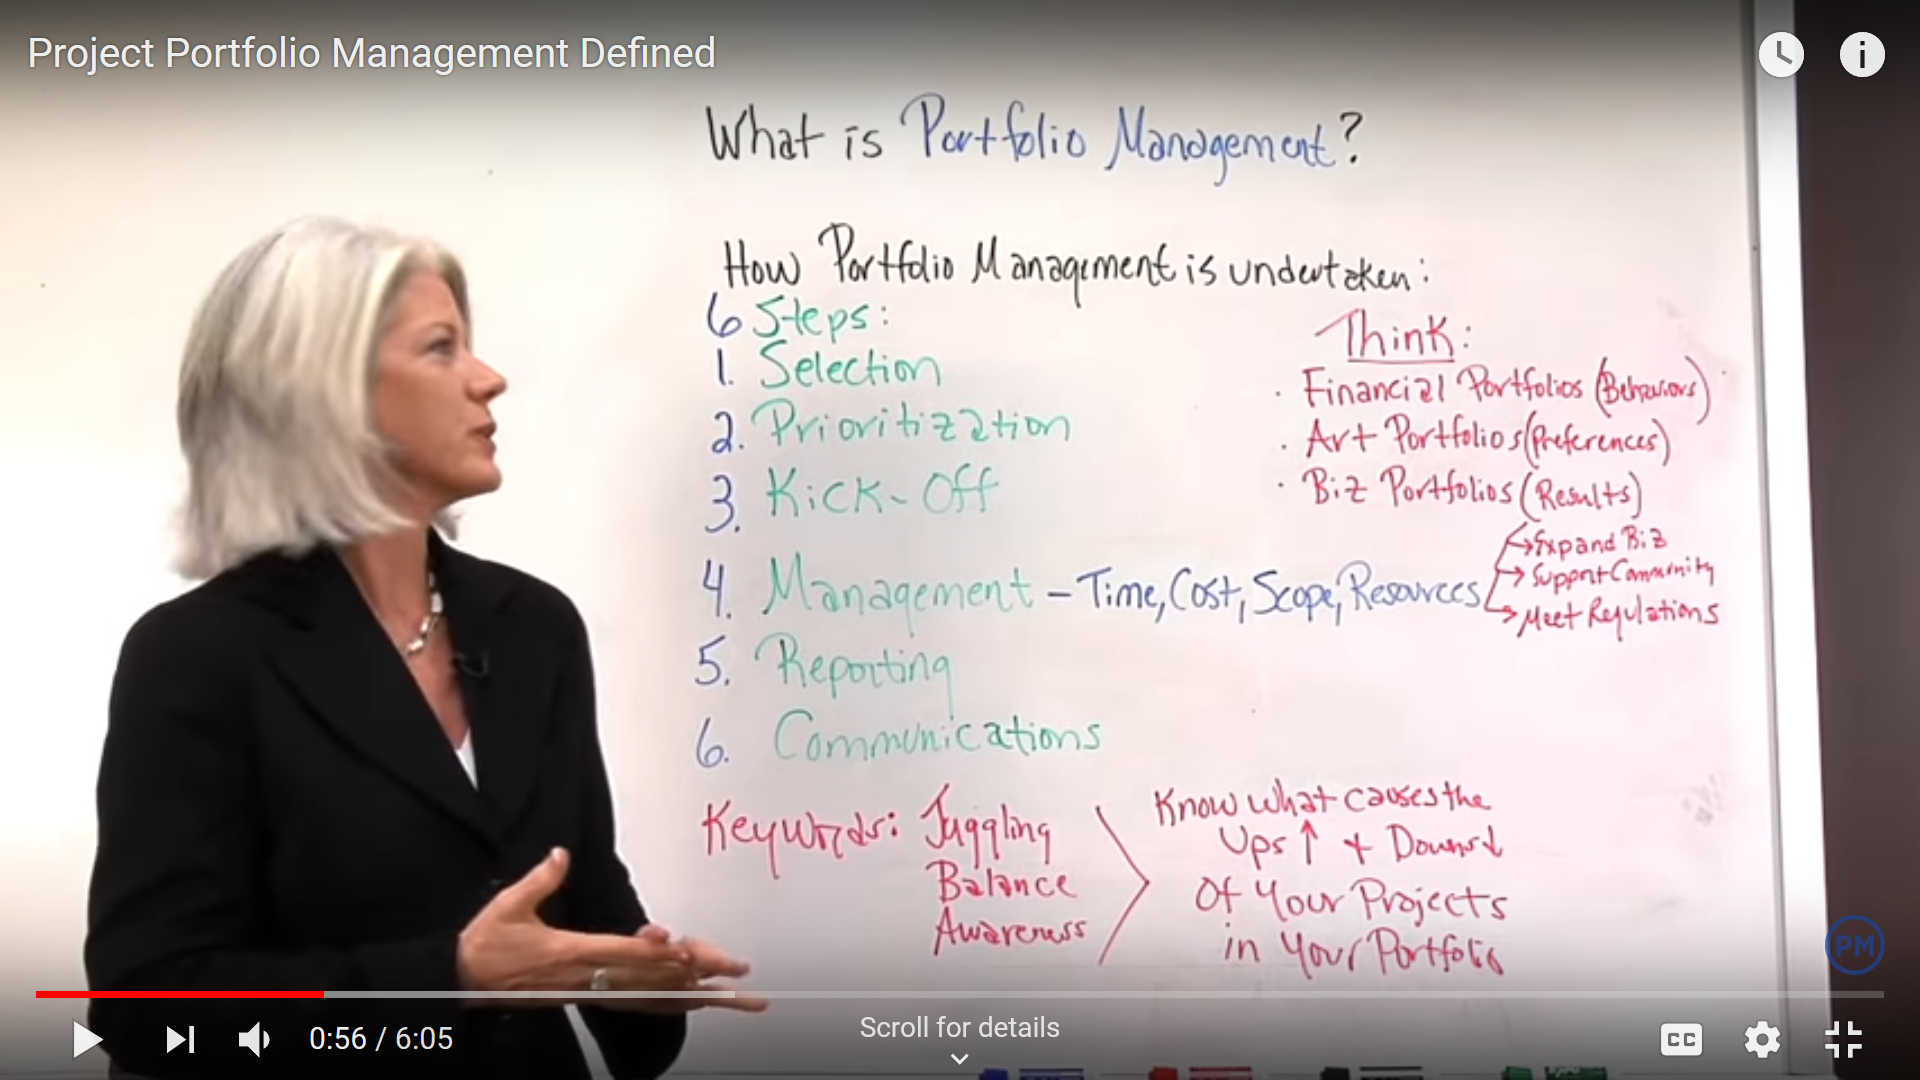 Project Portfolio Management Defined
What is Portfolio Management?
How Portfolio Management is undertaken:
6 Steps:
1. Selection
2. Prioritization
3. Kick-Off
4. Management – Time, Cost, Scope, Resources
5. Reporting
6. Communications
Think:
· Financial Portfolios (Behaviors)
· Art Portfolios (Preferences)
· Biz Portfolios (Results)
→ Expand Biz
→ Support Community
→ Meet Regulations
Keywords: Juggling
Balance
Awareness
Know what causes the
Ups ↑ + Downs ↓
Of Your Projects
in Your Portfolio
PM
0:56 / 6:05
Scroll for details
CC